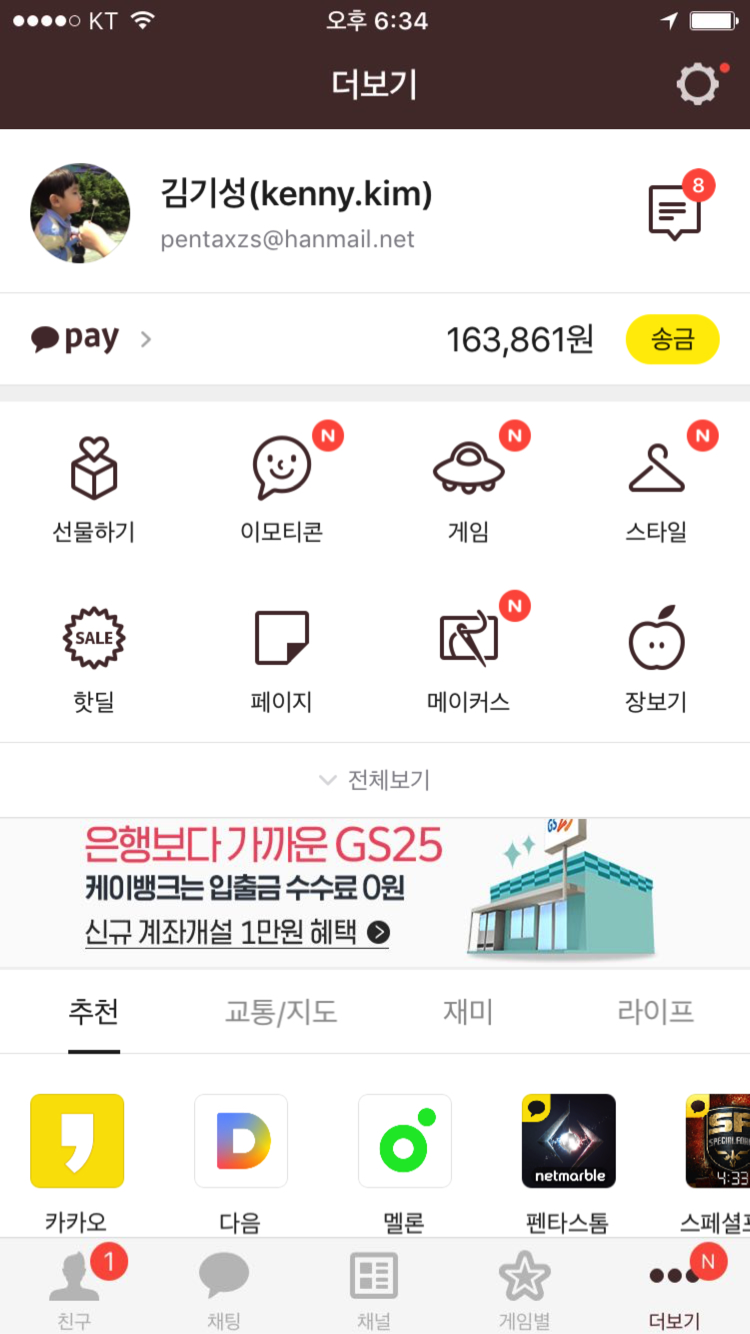 KT 오후 6:34
더보기
김기성(kenny.kim)
8
pentaxzs@hanmail.net
pay 163,861원 송금
N N N
선물하기 이모티콘 게임 스타일
N
SALE
핫딜 페이지 메이커스 장보기
전체보기
은행보다 가까운 GS25
케이뱅크는 입출금 수수료 0원
신규 계좌개설 1만원 혜택
추천 교통/지도 재미 라이프
netmarble
4:33
카카오 다음 멜론 펜타스톰 스페셜포
1 N
친구 채팅 채널 게임별 더보기